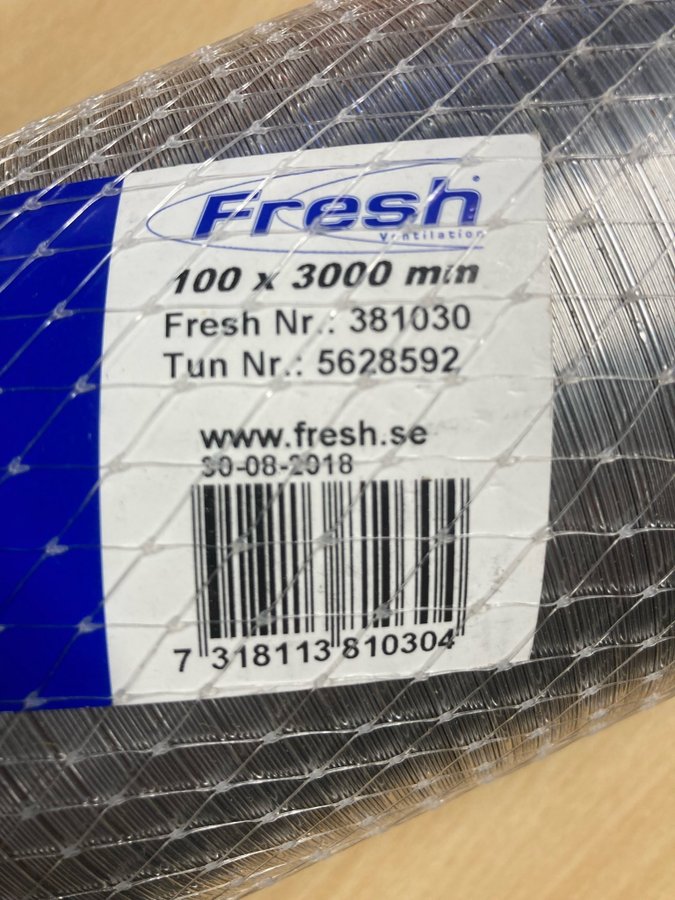 Fresh
Ventilation
100 x 3000 mm
Fresh Nr.: 381030
Tun Nr.: 5628592
www.fresh.se
30-08-2018
7 318113 810304